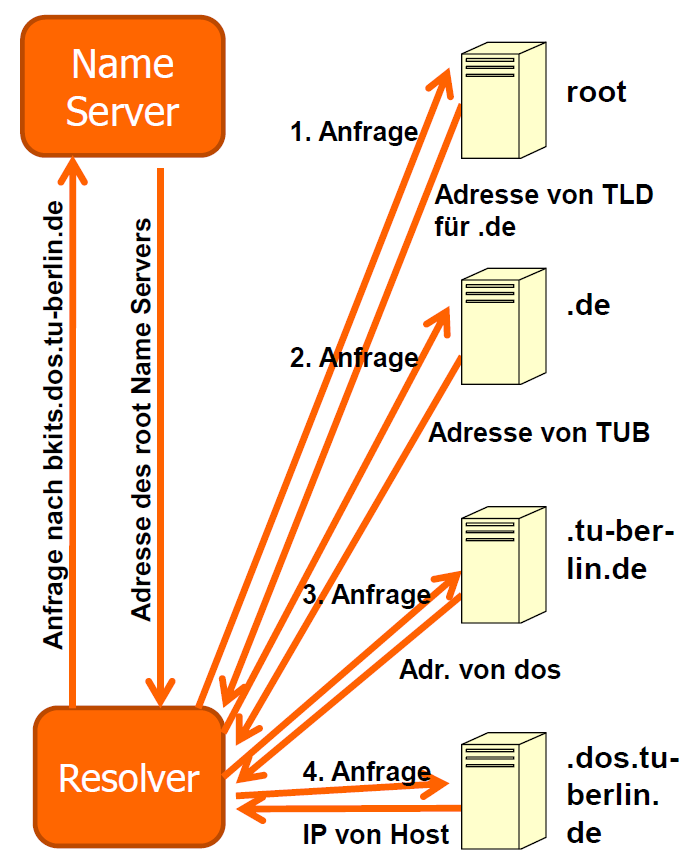 Name
Server
Anfrage nach bkits.dos.tu-berlin.de
Adresse des root Name Servers
1. Anfrage
root
Adresse von TLD
für .de
2. Anfrage
.de
Adresse von TUB
3. Anfrage
.tu-ber-
lin.de
Adr. von dos
Resolver
4. Anfrage
IP von Host
.dos.tu-
berlin.
de